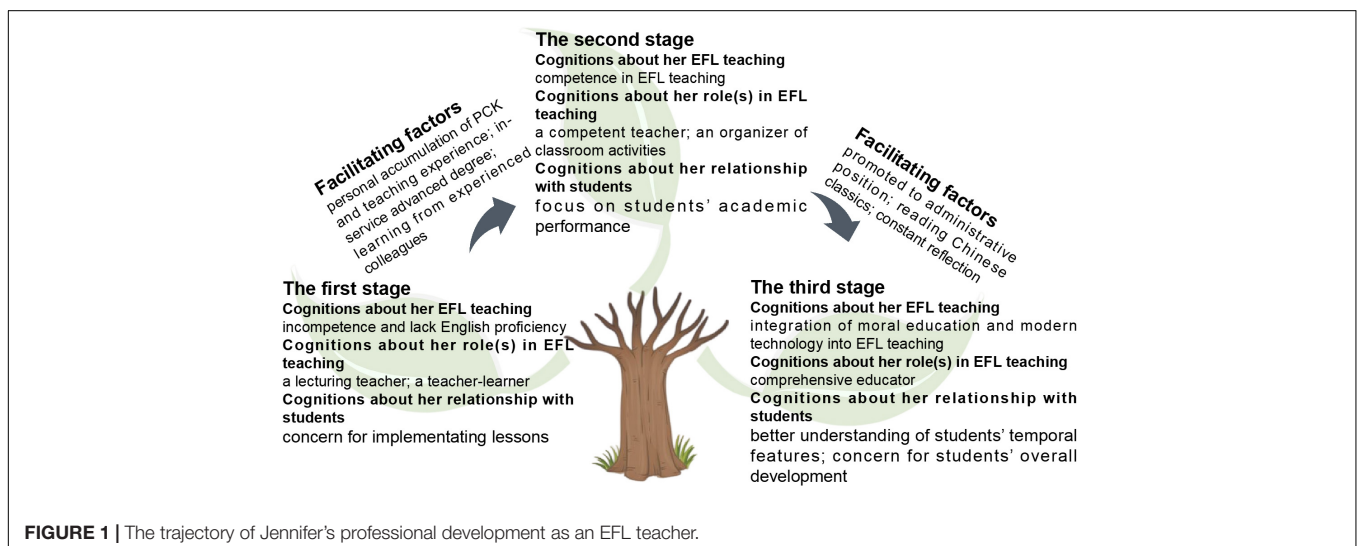 The first stage
Cognitions about her EFL teaching
incompetence and lack English proficiency
Cognitions about her role(s) in EFL
teaching
a lecturing teacher; a teacher-learner
Cognitions about her relationship with
students
concern for implementating lessons
Facilitating factors
personal accumulation of PCK
and teaching experience; in-
service advanced degree;
learning from experienced
colleagues
The second stage
Cognitions about her EFL teaching
competence in EFL teaching
Cognitions about her role(s) in EFL
teaching
a competent teacher; an organizer of
classroom activities
Cognitions about her relationship
with students
focus on students' academic
performance
Facilitating factors
promoted to administrative
position; reading Chinese
classics; constant reflection
The third stage
Cognitions about her EFL teaching
integration of moral education and modern
technology into EFL teaching
Cognitions about her role(s) in EFL teaching
comprehensive educator
Cognitions about her relationship with
students
better understanding of students' temporal
features; concern for students' overall
development
FIGURE 1 | The trajectory of Jennifer's professional development as an EFL teacher.